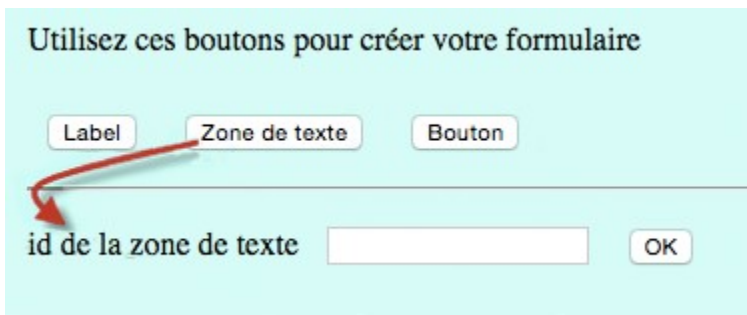 Utilisez ces boutons pour créer votre formulaire
Label Zone de texte Bouton
id de la zone de texte OK